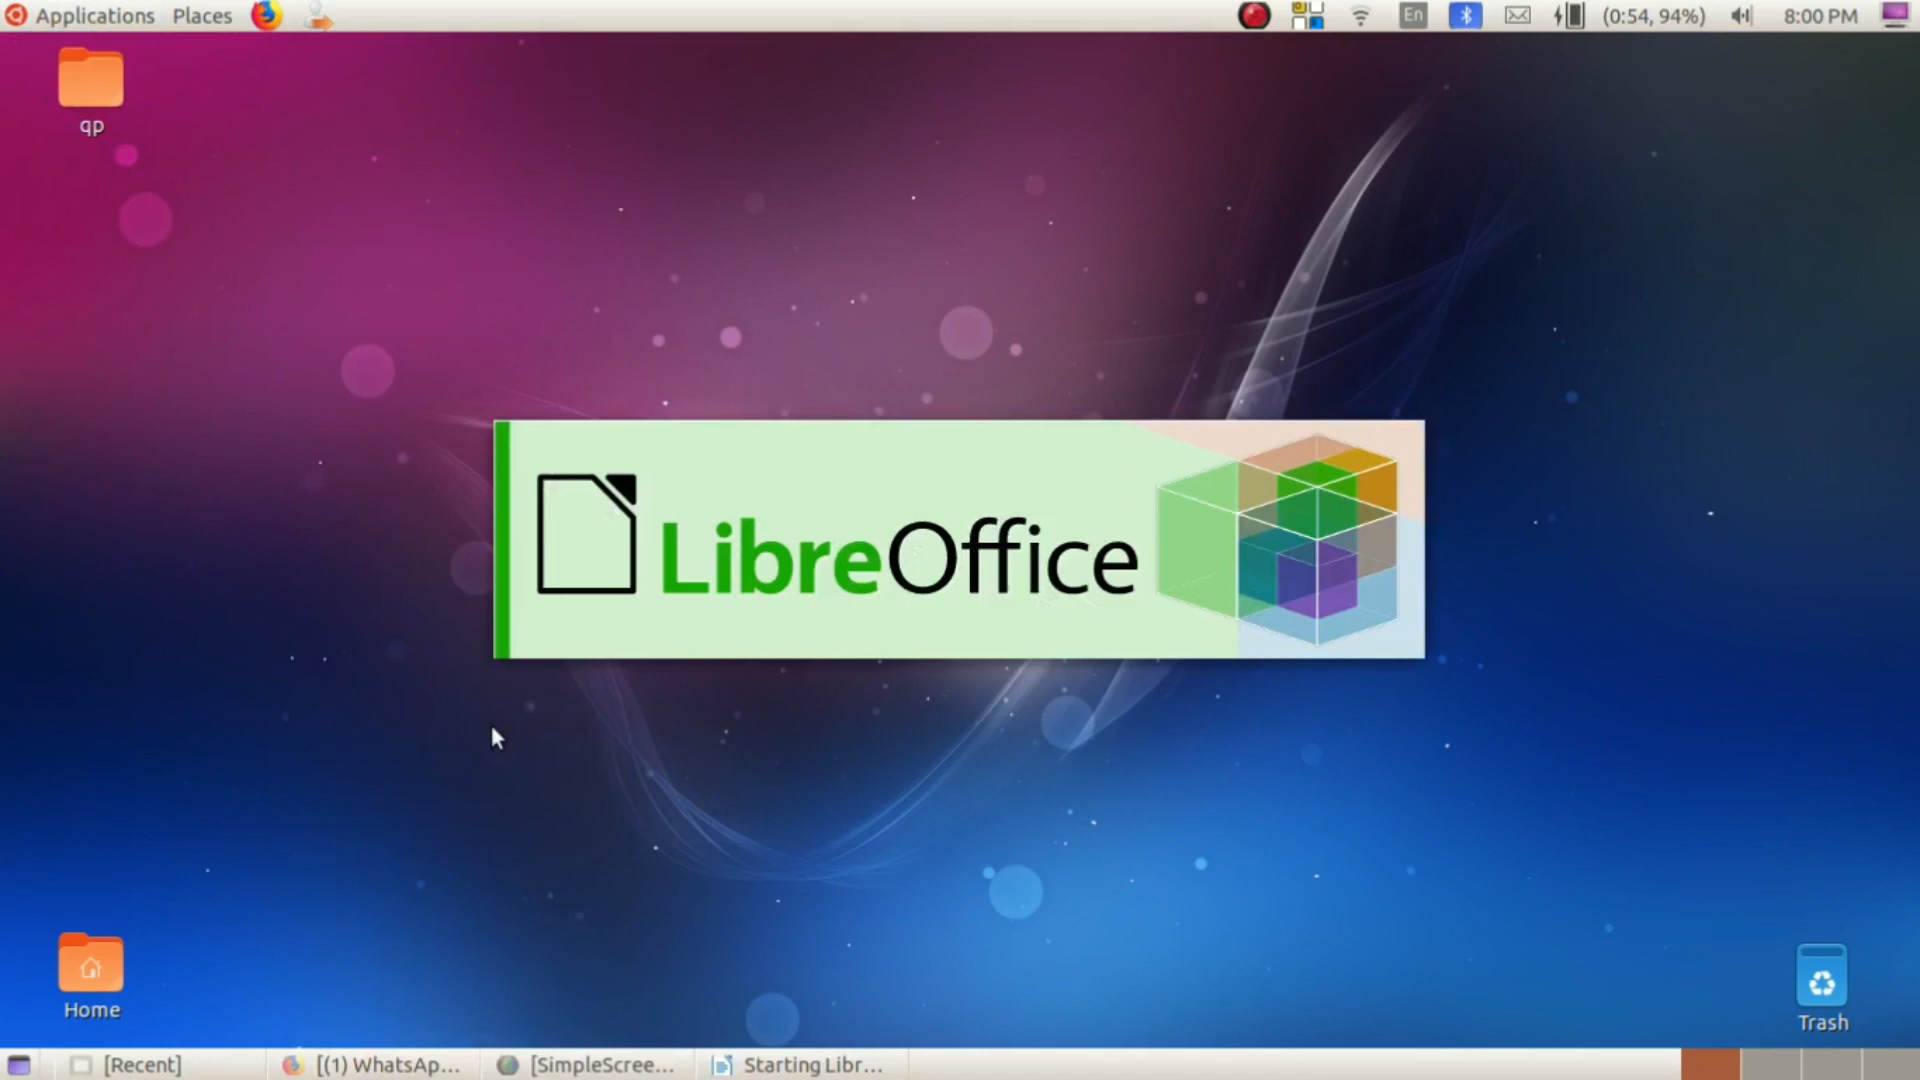 Applications Places En (0:54, 94%) 8:00 PM
qp
LibreOffice
Home
Trash
[Recent] [(1) WhatsAp... [SimpleScree... Starting Libr...